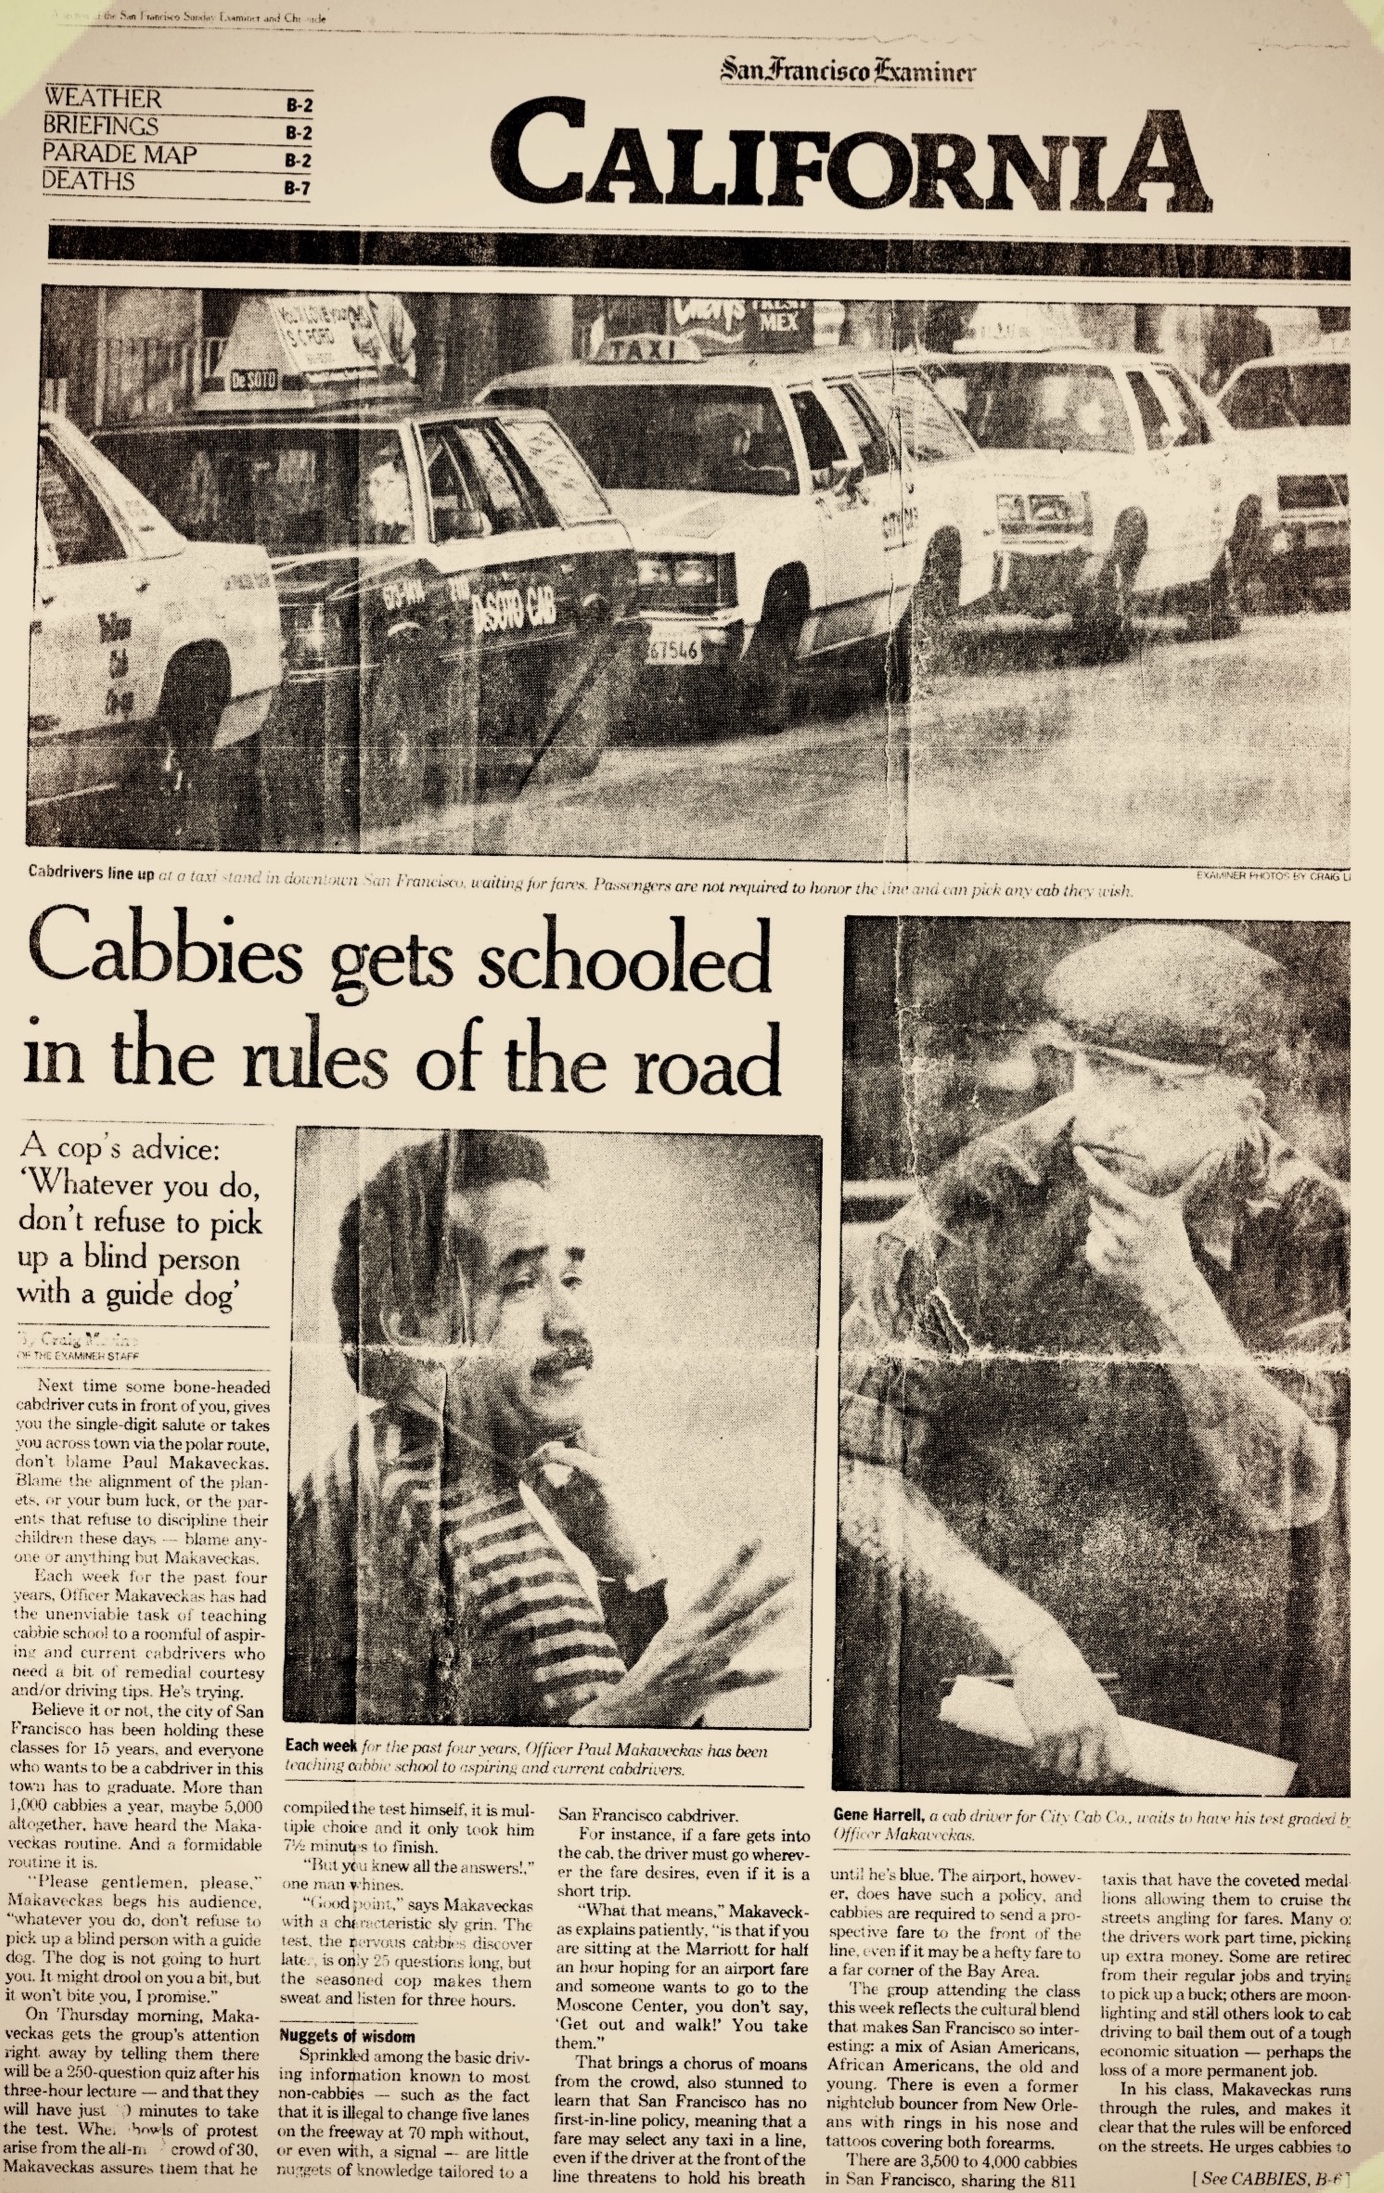 the San Francisco Sunday Examiner and Chronicle
San Francisco Examiner
CALIFORNIA
WEATHER B-2
BRIEFINGS B-2
PARADE MAP B-2
DEATHS B-7
S.C. FORD
De SOTO
TAXI
Chevys
FRESH
MEX
DeSOTO CAB
CITY CAB
67546
Yellow
Cab
Co-op
Cabdrivers line up at a taxi stand in downtown San Francisco, waiting for fares. Passengers are not required to honor the line and can pick any cab they wish.
EXAMINER PHOTOS BY CRAIG L
Cabbies gets schooled
in the rules of the road
A cop's advice:
‘Whatever you do,
don't refuse to pick
up a blind person
with a guide dog’
By Craig
OF THE EXAMINER STAFF
Next time some bone-headed
cabdriver cuts in front of you, gives
you the single-digit salute or takes
you across town via the polar route,
don't blame Paul Makaveckas.
Blame the alignment of the plan-
ets, or your bum luck, or the par-
ents that refuse to discipline their
children these days — blame any-
one or anything but Makaveckas.
Each week for the past four
years, Officer Makaveckas has had
the unenviable task of teaching
cabbie school to a roomful of aspir-
ing and current cabdrivers who
need a bit of remedial courtesy
and/or driving tips. He's trying.
Believe it or not, the city of San
Francisco has been holding these
classes for 15 years, and everyone
who wants to be a cabdriver in this
town has to graduate. More than
1,000 cabbies a year, maybe 5,000
altogether, have heard the Maka-
veckas routine. And a formidable
routine it is.
“Please gentlemen, please,”
Makaveckas begs his audience,
“whatever you do, don't refuse to
pick up a blind person with a guide
dog. The dog is not going to hurt
you. It might drool on you a bit, but
it won't bite you, I promise.”
On Thursday morning, Maka-
veckas gets the group's attention
right away by telling them there
will be a 250-question quiz after his
three-hour lecture — and that they
will have just 0 minutes to take
the test. When howls of protest
arise from the all-m crowd of 30,
Makaveckas assures them that he
Each week for the past four years, Officer Paul Makaveckas has been
teaching cabbie school to aspiring and current cabdrivers.
compiled the test himself, it is mul-
tiple choice and it only took him
7½ minutes to finish.
“But you knew all the answers!,”
one man whines.
“Good point,” says Makaveckas
with a characteristic sly grin. The
test, the nervous cabbies discover
later, is only 25 questions long, but
the seasoned cop makes them
sweat and listen for three hours.
Nuggets of wisdom
Sprinkled among the basic driv-
ing information known to most
non-cabbies — such as the fact
that it is illegal to change five lanes
on the freeway at 70 mph without,
or even with, a signal — are little
nuggets of knowledge tailored to a
San Francisco cabdriver.
For instance, if a fare gets into
the cab, the driver must go wherev-
er the fare desires, even if it is a
short trip.
“What that means,” Makaveck-
as explains patiently, “is that if you
are sitting at the Marriott for half
an hour hoping for an airport fare
and someone wants to go to the
Moscone Center, you don't say,
‘Get out and walk!’ You take
them.”
That brings a chorus of moans
from the crowd, also stunned to
learn that San Francisco has no
first-in-line policy, meaning that a
fare may select any taxi in a line,
even if the driver at the front of the
line threatens to hold his breath
Gene Harrell, a cab driver for City Cab Co., waits to have his test graded b
Officer Makaveckas.
until he's blue. The airport, howev-
er, does have such a policy, and
cabbies are required to send a pro-
spective fare to the front of the
line, even if it may be a hefty fare to
a far corner of the Bay Area.
The group attending the class
this week reflects the cultural blend
that makes San Francisco so inter-
esting: a mix of Asian Americans,
African Americans, the old and
young. There is even a former
nightclub bouncer from New Orle-
ans with rings in his nose and
tattoos covering both forearms.
There are 3,500 to 4,000 cabbies
in San Francisco, sharing the 811
taxis that have the coveted medal
lions allowing them to cruise the
streets angling for fares. Many o
the drivers work part time, picking
up extra money. Some are retired
from their regular jobs and trying
to pick up a buck; others are moon-
lighting and still others look to cab
driving to bail them out of a tough
economic situation — perhaps the
loss of a more permanent job.
In his class, Makaveckas runs
through the rules, and makes it
clear that the rules will be enforced
on the streets. He urges cabbies to
[ See CABBIES, B-6 ]